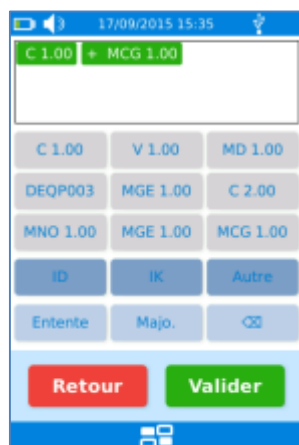 17/09/2015 15:35
C 1.00 + MCG 1.00
C 1.00 V 1.00 MD 1.00
DEQP003 MGE 1.00 C 2.00
MNO 1.00 MGE 1.00 MCG 1.00
ID IK Autre
Entente Majo.
Retour Valider